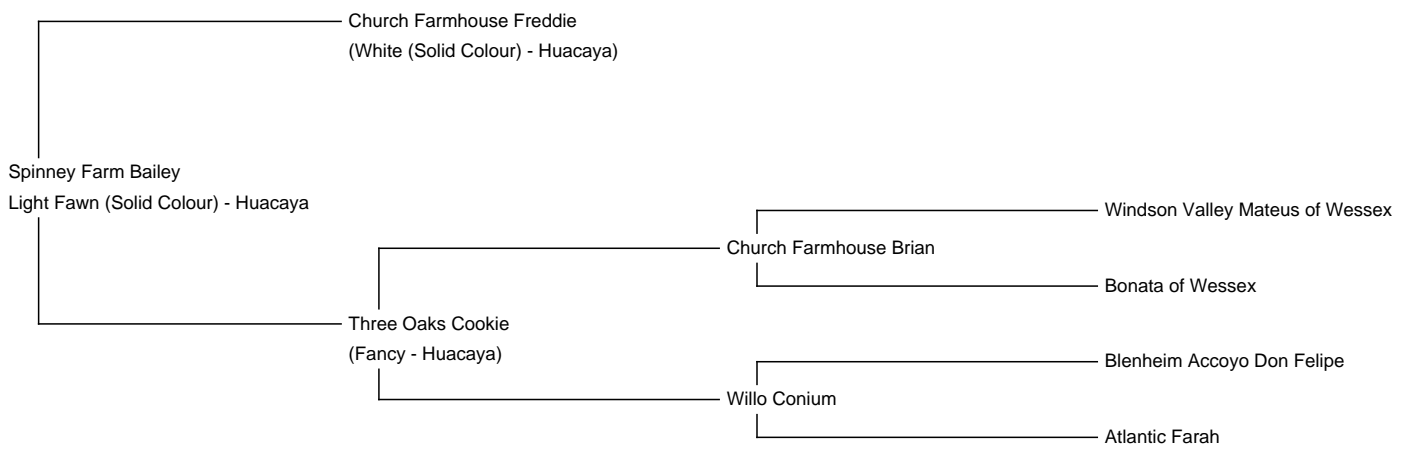 Church Farmhouse Freddie
(White (Solid Colour) - Huacaya)
Spinney Farm Bailey
Light Fawn (Solid Colour) - Huacaya
Windson Valley Mateus of Wessex
Church Farmhouse Brian
Bonata of Wessex
Three Oaks Cookie
(Fancy - Huacaya)
Blenheim Accoyo Don Felipe
Willo Conium
Atlantic Farah